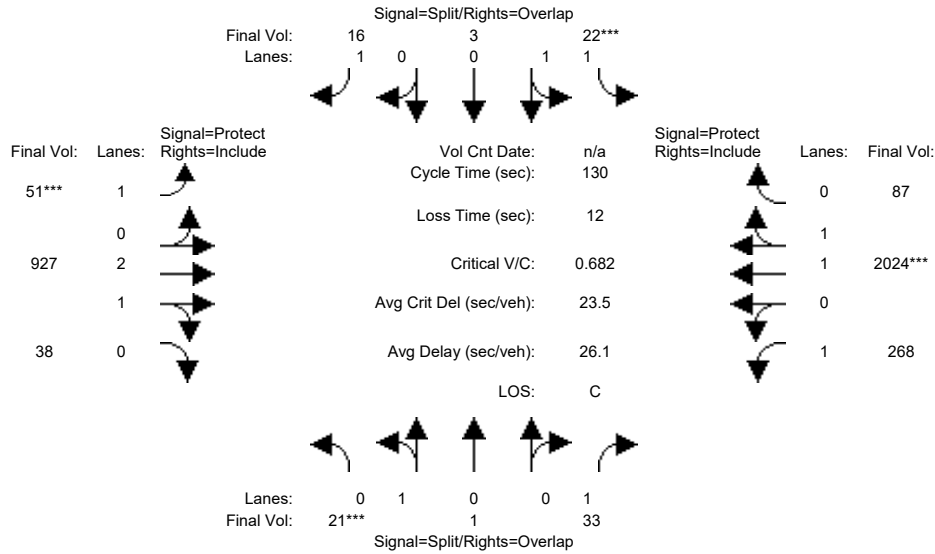 Signal=Split/Rights=Overlap
Final Vol: 16 3 22***
Lanes: 1 0 0 1 1
Signal=Protect Signal=Protect
Final Vol: Lanes: Rights=Include Vol Cnt Date: n/a Rights=Include Lanes: Final Vol:
Cycle Time (sec): 130
51*** 1 0 87
Loss Time (sec): 12
0 1
927 2 Critical V/C: 0.682 1 2024***
1 Avg Crit Del (sec/veh): 23.5 0
38 0 Avg Delay (sec/veh): 26.1 1 268
LOS: C
Lanes: 0 1 0 0 1
Final Vol: 21*** 1 33
Signal=Split/Rights=Overlap